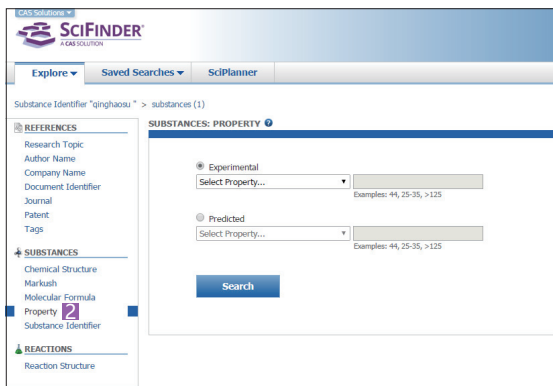 CAS Solutions ▼
SCIFINDER®
A CAS SOLUTION
Explore ▼ Saved Searches ▼ SciPlanner
Substance Identifier "qinghaosu " > substances (1)
REFERENCES
Research Topic
Author Name
Company Name
Document Identifier
Journal
Patent
Tags
SUBSTANCES
Chemical Structure
Markush
Molecular Formula
Property 2
Substance Identifier
REACTIONS
Reaction Structure
SUBSTANCES: PROPERTY ?
Experimental
Select Property... ▼
Examples: 44, 25-35, >125
Predicted
Select Property... ▼
Examples: 44, 25-35, >125
Search